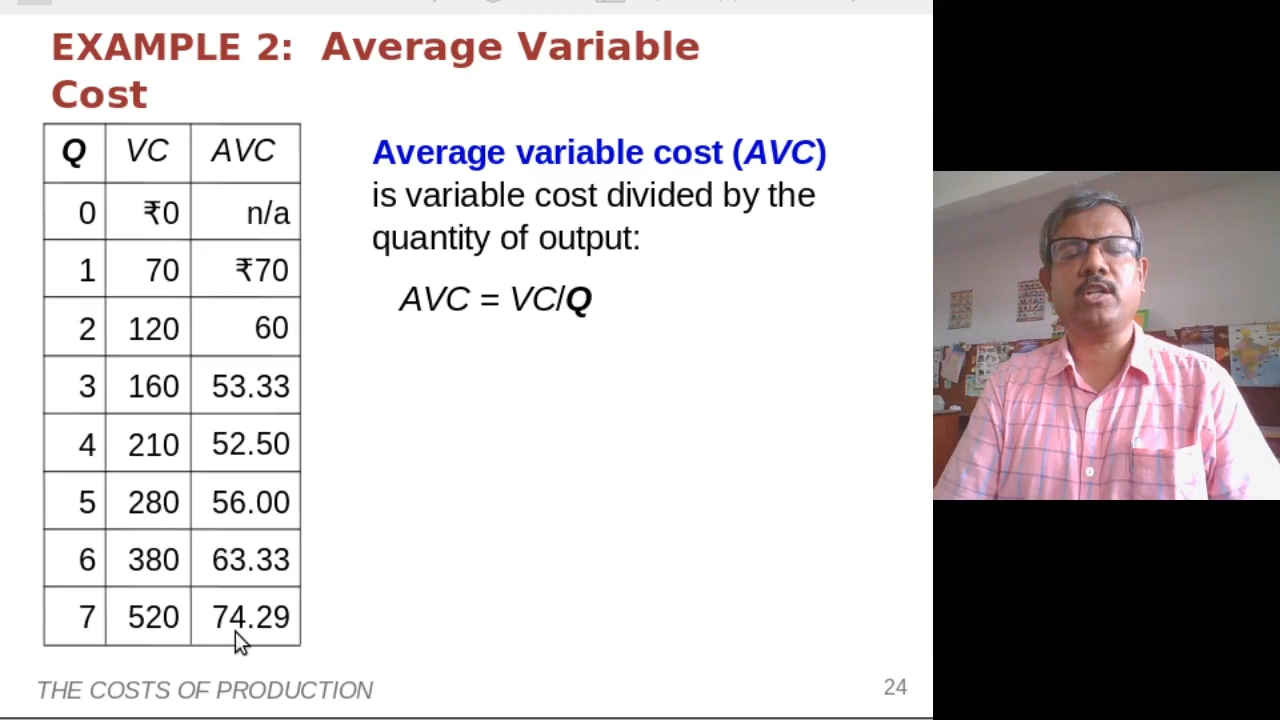 EXAMPLE 2: Average Variable
Cost
Q VC AVC
0 ₹0 n/a
1 70 ₹70
2 120 60
3 160 53.33
4 210 52.50
5 280 56.00
6 380 63.33
7 520 74.29
Average variable cost (AVC)
is variable cost divided by the
quantity of output:
AVC = VC/Q
THE COSTS OF PRODUCTION
24